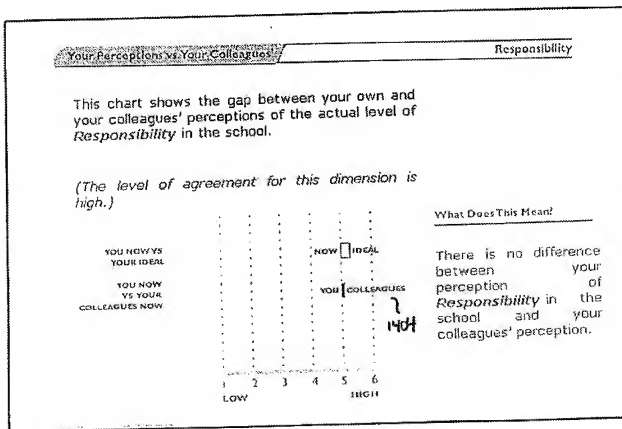 Your Perceptions vs Your Colleagues'
Responsibility
This chart shows the gap between your own and
your colleagues' perceptions of the actual level of
Responsibility in the school.
(The level of agreement for this dimension is
high.)
What Does This Mean?
YOU NOW VS
YOUR IDEAL
NOW IDEAL
YOU NOW
VS YOUR
COLLEAGUES NOW
YOU COLLEAGUES
1404
There is no difference
between your
perception of
Responsibility in the
school and your
colleagues' perception.
1 2 3 4 5 6
LOW HIGH